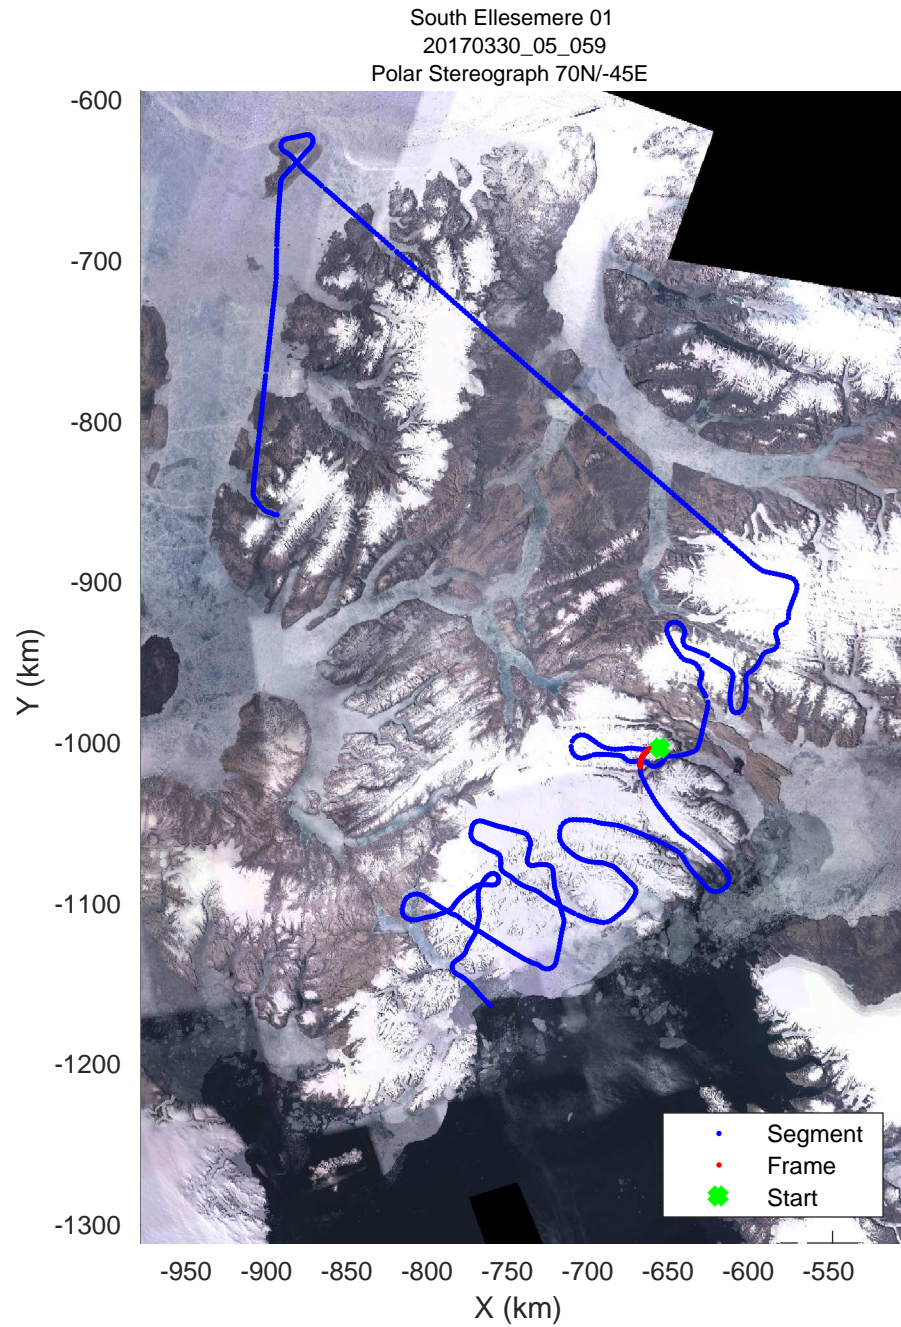 South Ellesemere 01
20170330_05_059
Polar Stereograph 70N/-45E
-600
-700
-800
-900
-1000
-1100
-1200
-1300
Y (km)
Segment
Frame
Start
-950 -900 -850 -800 -750 -700 -650 -600 -550
X (km)